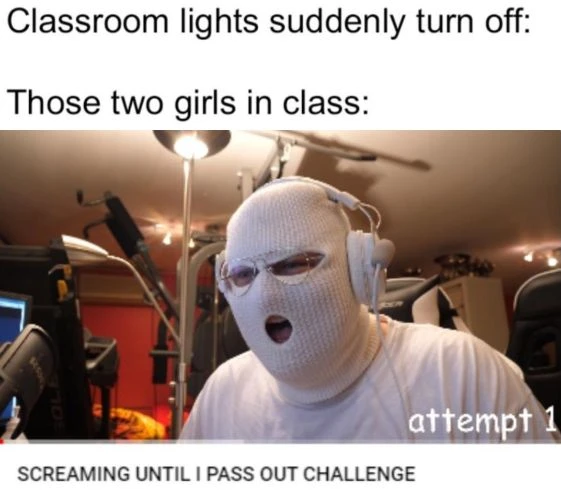 Classroom lights suddenly turn off:
Those two girls in class:
attempt 1
SCREAMING UNTIL I PASS OUT CHALLENGE